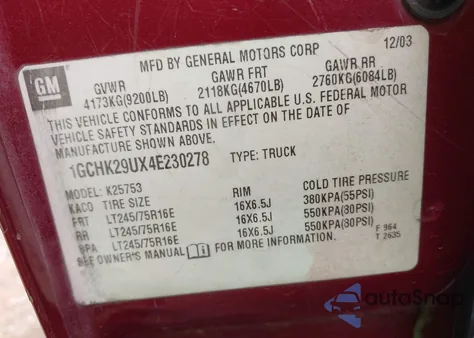 GM
MFD BY GENERAL MOTORS CORP 12/03
GVWR GAWR FRT GAWR RR
4173KG(9200LB) 2118KG(4670LB) 2760KG(6084LB)
THIS VEHICLE CONFORMS TO ALL APPLICABLE U.S. FEDERAL MOTOR
VEHICLE SAFETY STANDARDS IN EFFECT ON THE DATE OF
MANUFACTURE SHOWN ABOVE.
1GCHK29UX4E230278 TYPE: TRUCK
MODEL: K25753
KACO TIRE SIZE RIM COLD TIRE PRESSURE
FRT LT245/75R16E 16X6.5J 380KPA(55PSI)
RR LT245/75R16E 16X6.5J 550KPA(80PSI)
SPA LT245/75R16E 16X6.5J 550KPA(80PSI)
SEE OWNER'S MANUAL FOR MORE INFORMATION.
F 964
T 2635
autoSnap